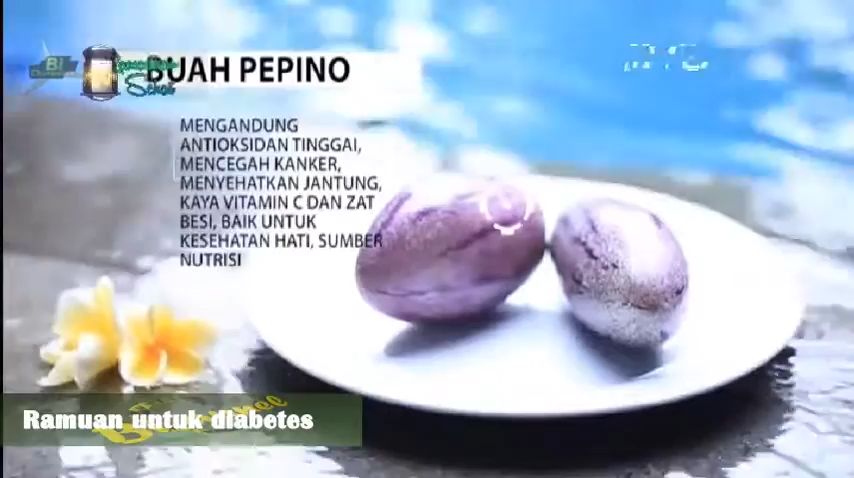 BUAH PEPINO
MENGANDUNG
ANTIOKSIDAN TINGGAI,
MENCEGAH KANKER,
MENYEHATKAN JANTUNG,
KAYA VITAMIN C DAN ZAT
BESI, BAIK UNTUK
KESEHATAN HATI, SUMBER
NUTRISI
Ramuan untuk diabetes